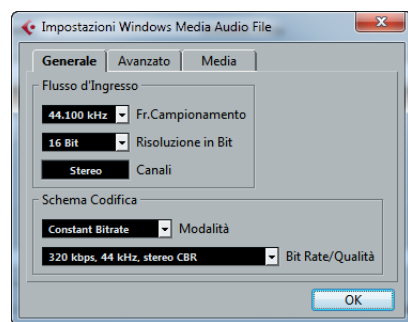 Impostazioni Windows Media Audio File
Generale Avanzato Media
Flusso d'Ingresso
44.100 kHz Fr.Campionamento
16 Bit Risoluzione in Bit
Stereo Canali
Schema Codifica
Constant Bitrate Modalità
320 kbps, 44 kHz, stereo CBR Bit Rate/Qualità
OK